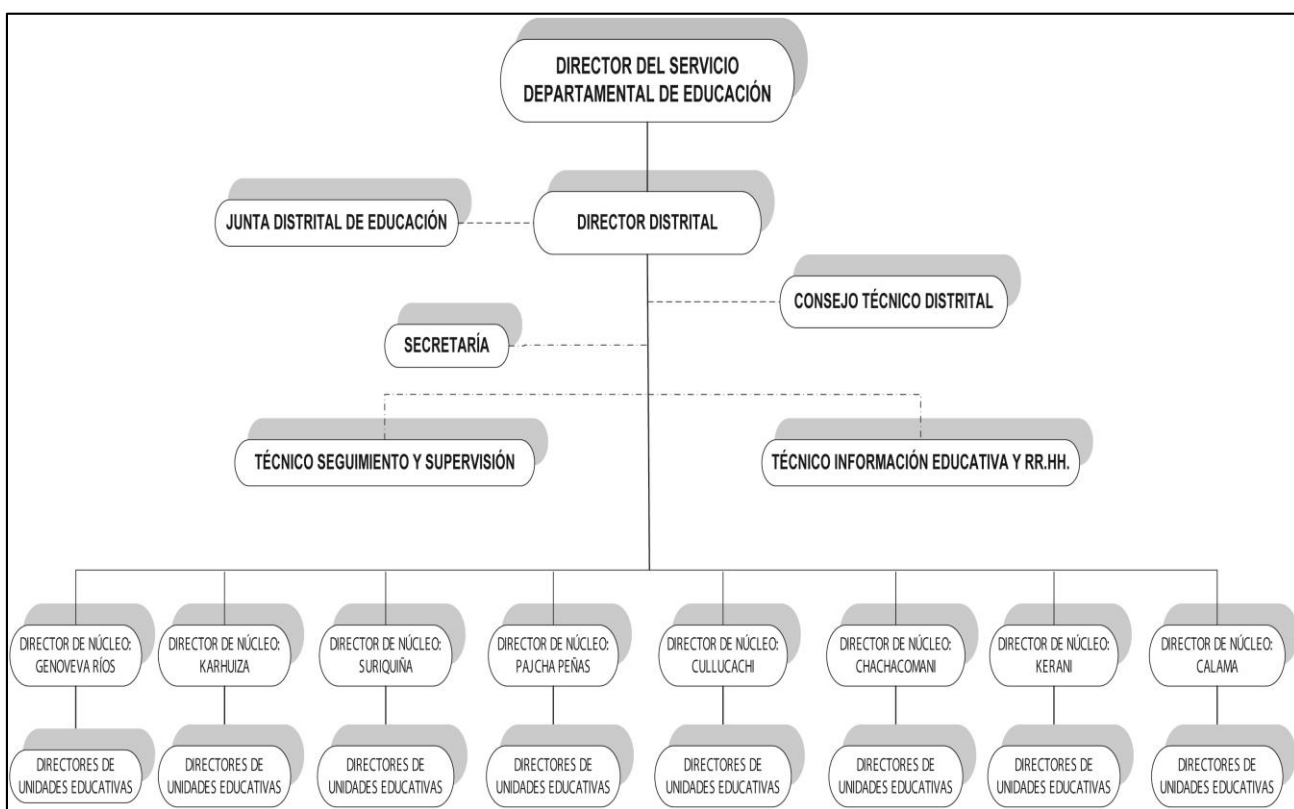 DIRECTOR DEL SERVICIO
DEPARTAMENTAL DE EDUCACIÓN
JUNTA DISTRITAL DE EDUCACIÓN
DIRECTOR DISTRITAL
CONSEJO TÉCNICO DISTRITAL
SECRETARÍA
TÉCNICO SEGUIMIENTO Y SUPERVISIÓN
TÉCNICO INFORMACIÓN EDUCATIVA Y RR.HH.
DIRECTOR DE NÚCLEO:
GENOVEVA RÍOS
DIRECTOR DE NÚCLEO:
KARHUIZA
DIRECTOR DE NÚCLEO:
SURIQUIÑA
DIRECTOR DE NÚCLEO:
PAJCHA PEÑAS
DIRECTOR DE NÚCLEO:
CULLUCACHI
DIRECTOR DE NÚCLEO:
CHACHACOMANI
DIRECTOR DE NÚCLEO:
KERANI
DIRECTOR DE NÚCLEO:
CALAMA
DIRECTORES DE
UNIDADES EDUCATIVAS
DIRECTORES DE
UNIDADES EDUCATIVAS
DIRECTORES DE
UNIDADES EDUCATIVAS
DIRECTORES DE
UNIDADES EDUCATIVAS
DIRECTORES DE
UNIDADES EDUCATIVAS
DIRECTORES DE
UNIDADES EDUCATIVAS
DIRECTORES DE
UNIDADES EDUCATIVAS
DIRECTORES DE
UNIDADES EDUCATIVAS